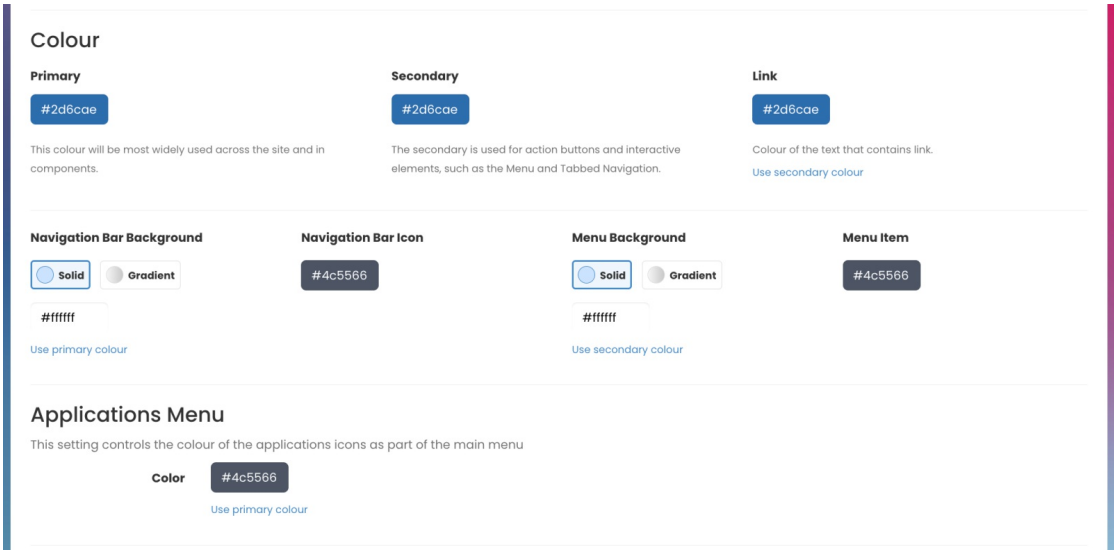 Colour
Primary
Secondary
Link
#2d6cae
#2d6cae
#2d6cae
This colour will be most widely used across the site and in
components.
The secondary is used for action buttons and interactive
elements, such as the Menu and Tabbed Navigation.
Colour of the text that contains link.
Use secondary colour
Navigation Bar Background
Navigation Bar Icon
Menu Background
Menu Item
Solid
Gradient
#4c5566
Solid
Gradient
#4c5566
#ffffff
#ffffff
Use primary colour
Use secondary colour
Applications Menu
This setting controls the colour of the applications icons as part of the main menu
Color
#4c5566
Use primary colour